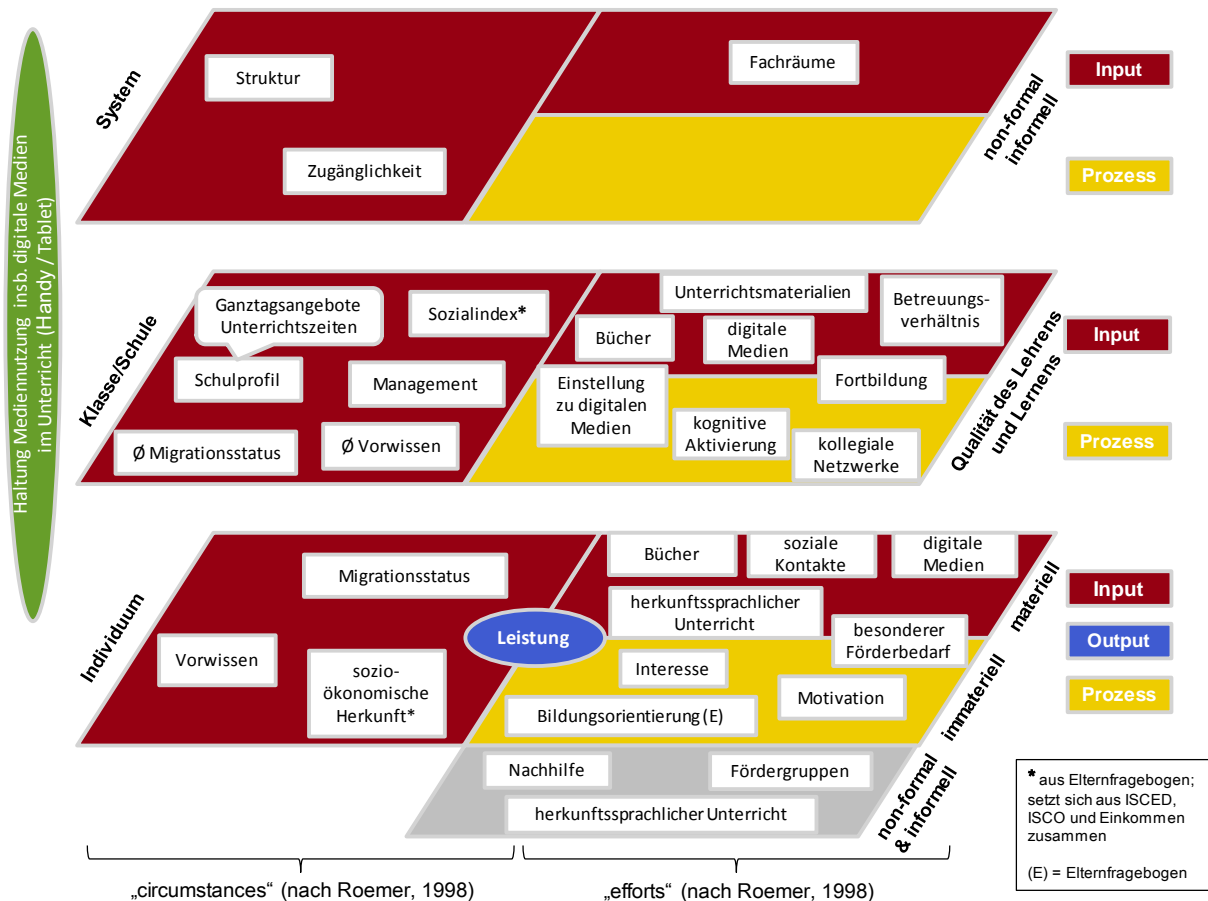 Haltung Mediennutzung insb. digitale Medien
im Unterricht (Handy / Tablet)
System
Struktur
Zugänglichkeit
Fachräume
non-formal
informell
Input
Prozess
Klasse/Schule
Ganztagsangebote
Unterrichtszeiten
Sozialindex*
Schulprofil
Management
Ø Migrationsstatus
Ø Vorwissen
Unterrichtsmaterialien
Betreuungs-
verhältnis
Bücher
digitale
Medien
Einstellung
zu digitalen
Medien
Fortbildung
kognitive
Aktivierung
kollegiale
Netzwerke
Qualität des Lehrens
und Lernens
Input
Prozess
Individuum
Migrationsstatus
Vorwissen
sozio-
ökonomische
Herkunft*
Leistung
Bücher
soziale
Kontakte
digitale
Medien
herkunftssprachlicher
Unterricht
besonderer
Förderbedarf
Interesse
Motivation
Bildungsorientierung (E)
materiell
immateriell
Nachhilfe
Fördergruppen
herkunftssprachlicher Unterricht
non-formal
& informell
Input
Output
Prozess
* aus Elternfragebogen;
setzt sich aus ISCED,
ISCO und Einkommen
zusammen
(E) = Elternfragebogen
„circumstances“ (nach Roemer, 1998)
„efforts“ (nach Roemer, 1998)